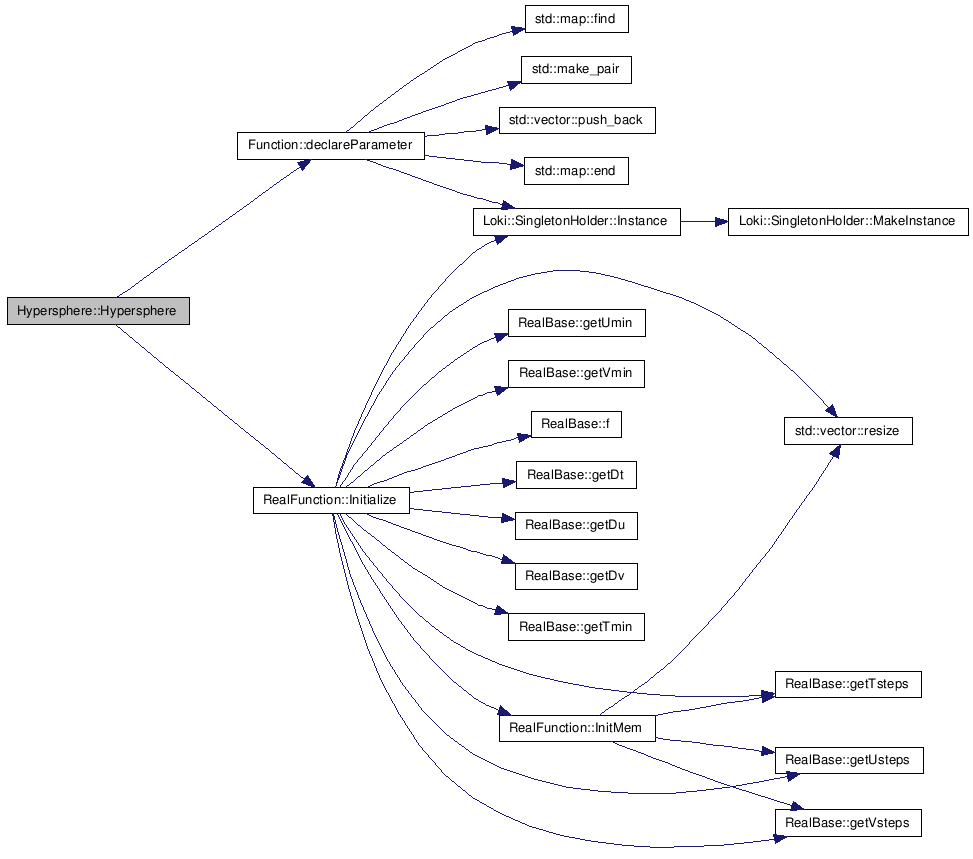 std::map::find
std::make_pair
std::vector::push_back
Function::declareParameter
std::map::end
Loki::SingletonHolder::Instance
Loki::SingletonHolder::MakeInstance
Hypersphere::Hypersphere
RealBase::getUmin
RealBase::getVmin
RealBase::f
std::vector::resize
RealBase::getDt
RealFunction::Initialize
RealBase::getDu
RealBase::getDv
RealBase::getTmin
RealBase::getTsteps
RealFunction::InitMem
RealBase::getUsteps
RealBase::getVsteps